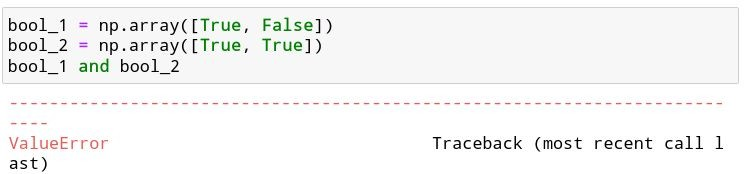 bool_1 = np.array([True, False])
bool_2 = np.array([True, True])
bool_1 and bool_2
-----------------------------------------------------------------------
----
ValueError                                Traceback (most recent call l
ast)